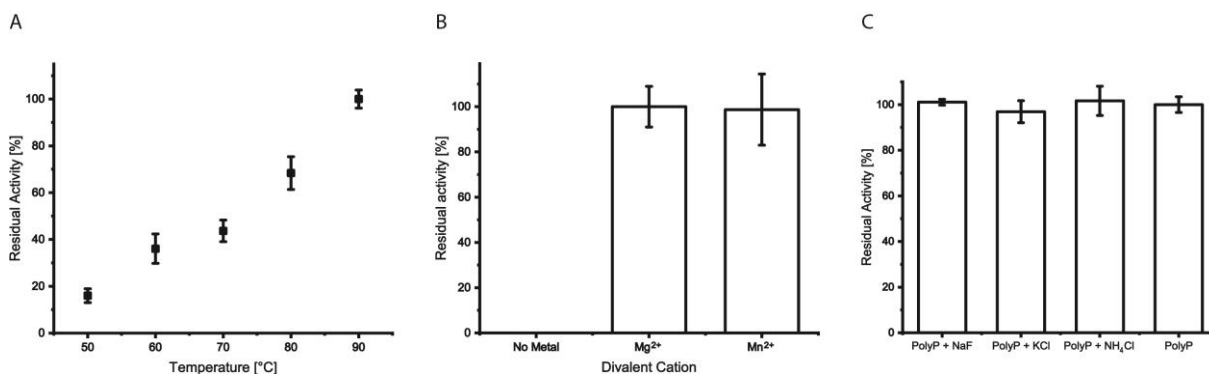 A
Residual Activity [%]
100
80
60
40
20
0
50 60 70 80 90
Temperature [°C]
B
Residual activity [%]
100
80
60
40
20
0
No Metal Mg²⁺ Mn²⁺
Divalent Cation
C
Residual Activity [%]
100
80
60
40
20
0
PolyP + NaF PolyP + KCl PolyP + NH₄Cl PolyP